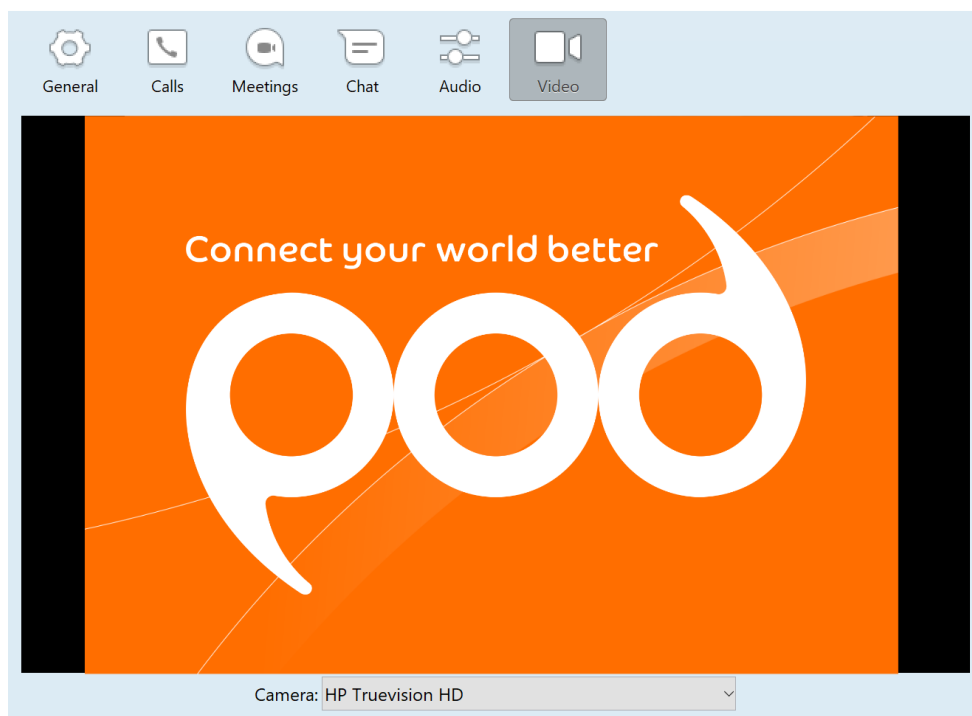 General Calls Meetings Chat Audio Video
Connect your world better
pod
Camera: HP Truevision HD